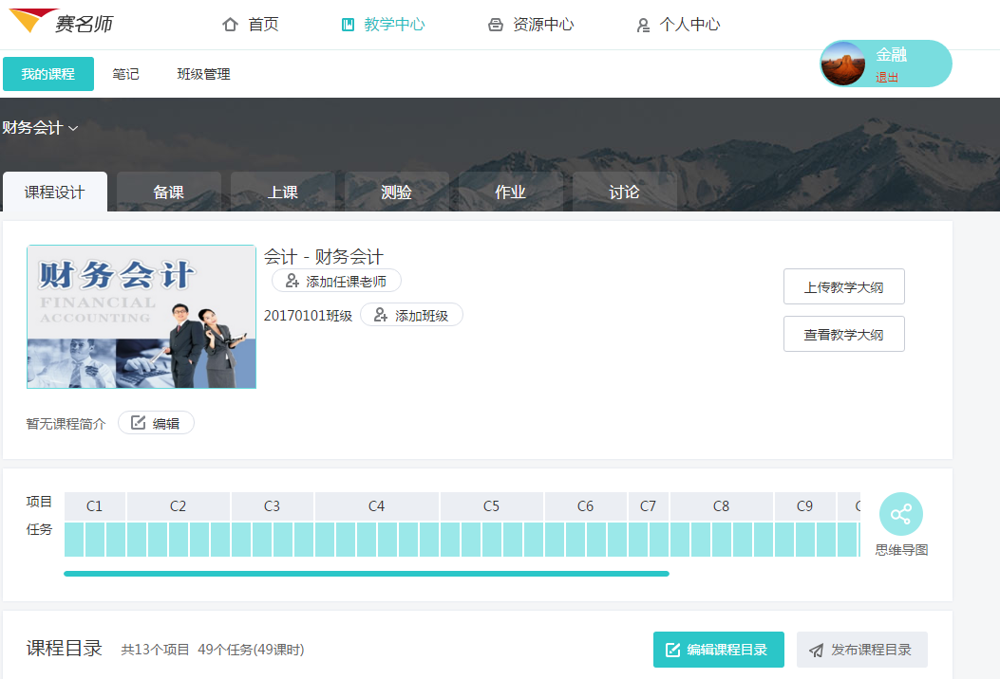 赛名师
首页
教学中心
资源中心
个人中心
我的课程
笔记
班级管理
金融
退出
财务会计
课程设计
备课
上课
测验
作业
讨论
财务会计
FINANCIAL
ACCOUNTING
会计 - 财务会计
添加任课老师
20170101班级
添加班级
上传教学大纲
查看教学大纲
暂无课程简介
编辑
项目
C1
C2
C3
C4
C5
C6
C7
C8
C9
任务
思维导图
课程目录
共13个项目 49个任务(49课时)
编辑课程目录
发布课程目录